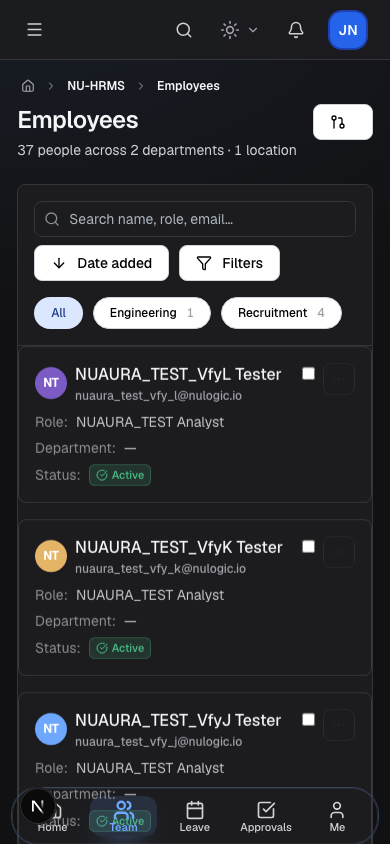 JN
NU-HRMS
Employees
Employees
37 people across 2 departments · 1 location
Search name, role, email...
Date added
Filters
All
Engineering 1
Recruitment 4
NT
NUAURA_TEST_VfyL Tester
nuaura_test_vfy_l@nulogic.io
Role: NUAURA_TEST Analyst
Department: —
Status: Active
NT
NUAURA_TEST_VfyK Tester
nuaura_test_vfy_k@nulogic.io
Role: NUAURA_TEST Analyst
Department: —
Status: Active
NT
NUAURA_TEST_VfyJ Tester
nuaura_test_vfy_j@nulogic.io
Role: NUAURA_TEST Analyst
partment: —
Active
N
Home
Team
Leave
Approvals
Me